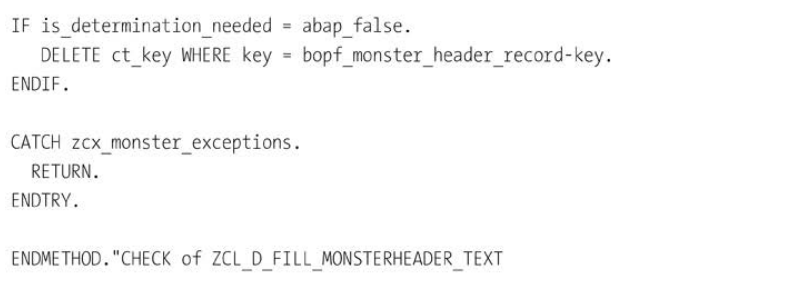 IF is_determination_needed = abap_false.
DELETE ct_key WHERE key = bopf_monster_header_record-key.
ENDIF.
CATCH zcx_monster_exceptions.
RETURN.
ENDTRY.
ENDMETHOD."CHECK of ZCL_D_FILL_MONSTERHEADER_TEXT